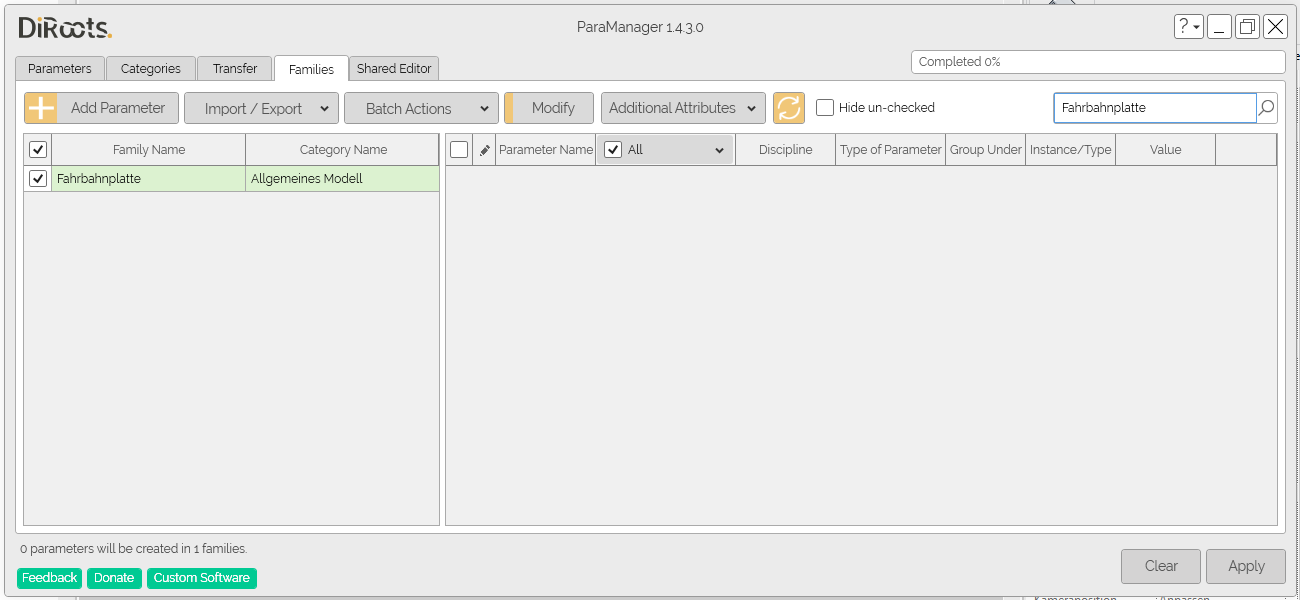 DiRoots.
ParaManager 1.4.3.0
?
Parameters
Categories
Transfer
Families
Shared Editor
Completed 0%
Add Parameter
Import / Export
Batch Actions
Modify
Additional Attributes
Hide un-checked
Fahrbahnplatte
Family Name
Category Name
Parameter Name
All
Discipline
Type of Parameter
Group Under
Instance/Type
Value
Fahrbahnplatte
Allgemeines Modell
0 parameters will be created in 1 families.
Feedback
Donate
Custom Software
Clear
Apply